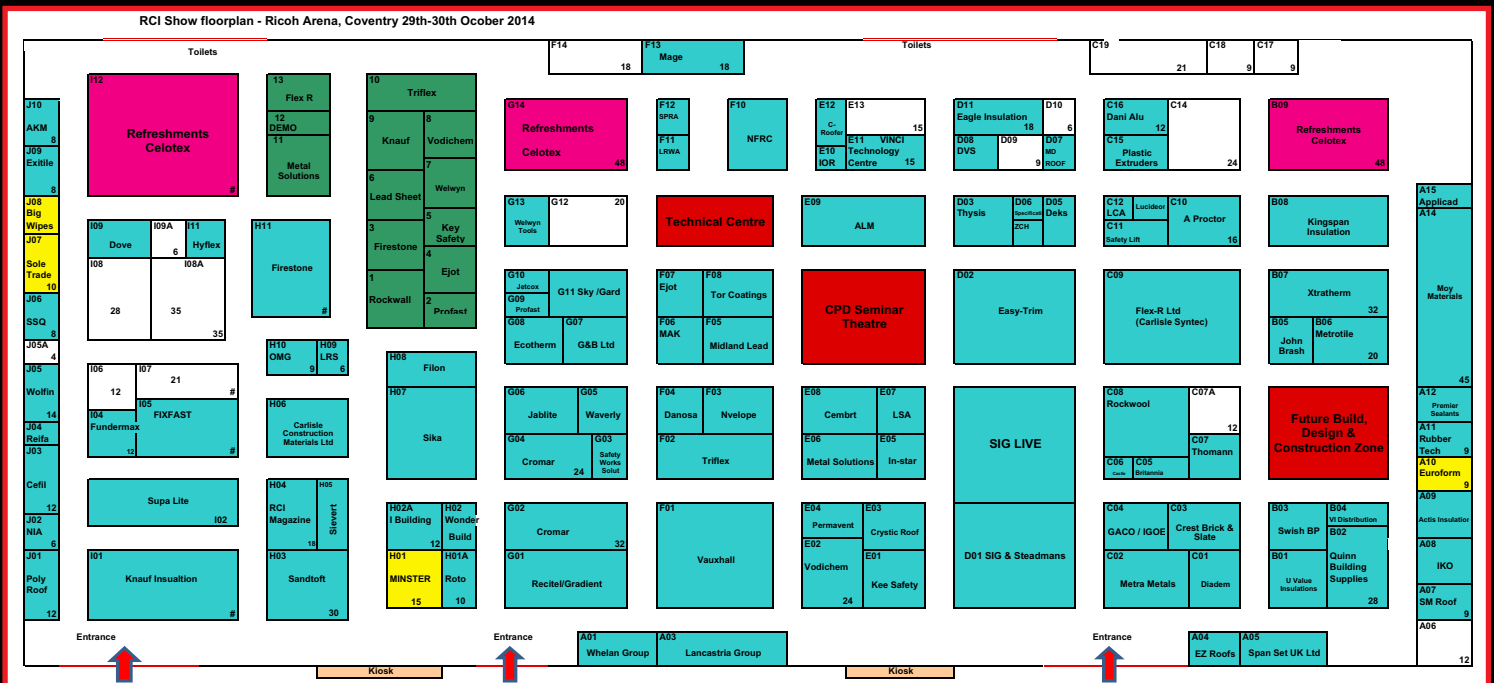 RCI Show floorplan - Ricoh Arena, Coventry 29th-30th Ocober 2014
Toilets
F14
18
F13
Mage
18
Toilets
C19
21
C18
9
C17
9
J10
AKM
8
J09
Exitile
8
J08
Big
Wipes
J07
Sole
Trade
10
J06
SSQ
8
J05A
4
J05
Wolfin
14
J04
Reifa
J03
Cefil
12
J02
NIA
6
J01
Poly
Roof
12
I12
Refreshments
Celotex
#
I09
Dove
I09A
6
I11
Hyflex
I08
28
I08A
35
35
I06
12
I07
21
#
I04
Fundermax
12
I05
FIXFAST
#
Supa Lite
I02
I01
Knauf Insualtion
#
13
Flex R
12
DEMO
11
Metal
Solutions
H11
Firestone
#
H10
OMG
9
H09
LRS
6
H06
Carlisle
Construction
Materials Ltd
H04
RCI
Magazine
18
H05
Sievert
H03
Sandtoft
30
10
Triflex
9
Knauf
8
Vodichem
7
Welwyn
6
Lead Sheet
5
Key
Safety
3
Firestone
4
Ejot
1
Rockwall
2
Profast
H08
Filon
H07
Sika
H02A
I Building
12
H02
Wonder
Build
H01
MINSTER
15
H01A
Roto
10
G14
Refreshments
Celotex
48
G13
Welwyn
Tools
G12
20
G10
Jetcox
G09
Profast
G11 Sky /Gard
G08
Ecotherm
G07
G&B Ltd
G06
Jablite
G05
Waverly
G04
Cromar
24
G03
Safety
Works
Solut
G02
Cromar
32
G01
Recitel/Gradient
F12
SPRA
F11
LRWA
F10
NFRC
Technical Centre
F07
Ejot
F08
Tor Coatings
F06
MAK
F05
Midland Lead
F04
Danosa
F03
Nvelope
F02
Triflex
F01
Vauxhall
E12
C-
Roofer
E13
15
E10
IOR
E11 VINCI
Technology
Centre 15
E09
ALM
CPD Seminar
Theatre
E08
Cembrt
E07
LSA
E06
Metal Solutions
E05
In-star
E04
Permavent
E03
Crystic Roof
E02
Vodichem
24
E01
Kee Safety
D11
Eagle Insulation
18
D10
6
D08
DVS
D09
9
D07
MD
ROOF
D03
Thysis
D06
ZCH
D05
Deks
D02
Easy-Trim
SIG LIVE
D01 SIG & Steadmans
C16
Dani Alu
12
C14
24
C15
Plastic
Extruders
C12
LCA
Lucideon
C11
Safety Lift
C10
A Proctor
16
C09
Flex-R Ltd
(Carlisle Syntec)
C08
Rockwool
C07A
12
C07
Thomann
C06
C05
Britannia
C04
GACO / IGOE
C03
Crest Brick &
Slate
C02
Metra Metals
C01
Diadem
B09
Refreshments
Celotex
48
B08
Kingspan
Insulation
B07
Xtratherm
32
B05
John
Brash
B06
Metrotile
20
Future Build,
Design &
Construction Zone
B03
Swish BP
B04
VI Distribution
B02
Quinn
Building
Supplies
28
B01
U Value
Insulations
A15
Applicad
A14
Moy
Materials
45
A12
Premier
Sealants
A11
Rubber
Tech
9
A10
Euroform
9
A09
Actis Insulation
A08
IKO
A07
SM Roof
9
A06
12
Entrance
Kiosk
Entrance
A01
Whelan Group
A03
Lancastria Group
Kiosk
Entrance
A04
EZ Roofs
A05
Span Set UK Ltd